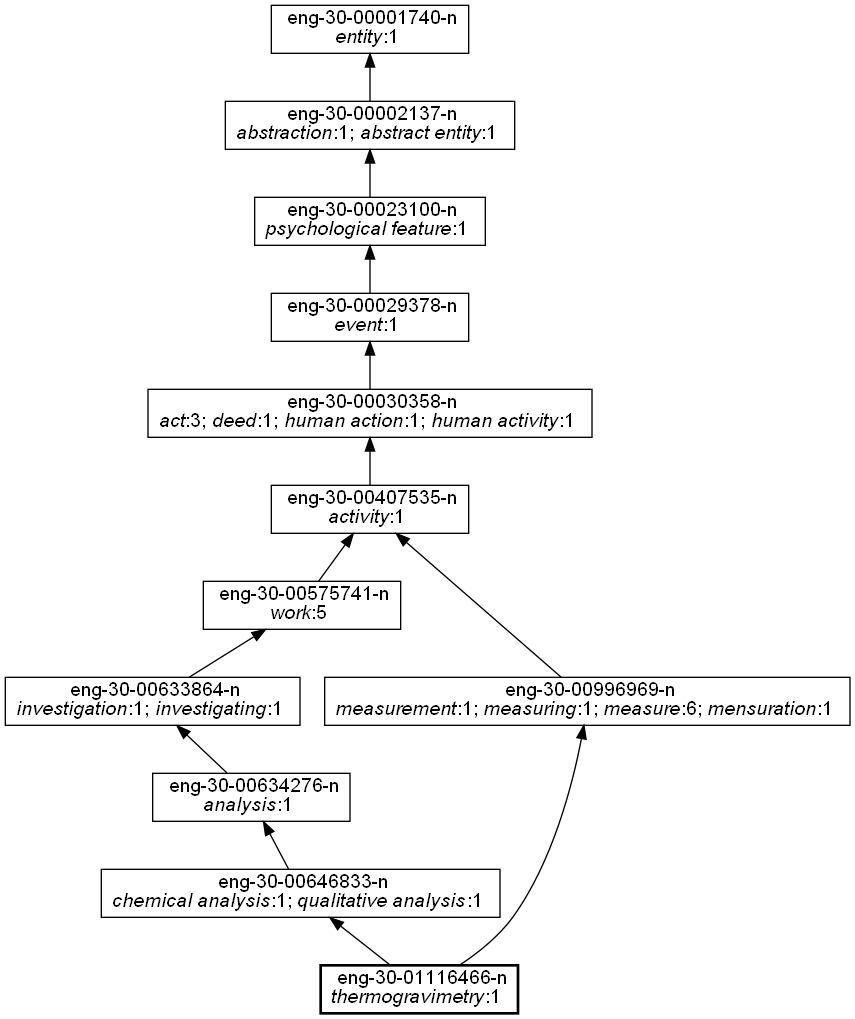 eng-30-00001740-n
entity:1
eng-30-00002137-n
abstraction:1; abstract entity:1
eng-30-00023100-n
psychological feature:1
eng-30-00029378-n
event:1
eng-30-00030358-n
act:3; deed:1; human action:1; human activity:1
eng-30-00407535-n
activity:1
eng-30-00575741-n
work:5
eng-30-00633864-n
investigation:1; investigating:1
eng-30-00996969-n
measurement:1; measuring:1; measure:6; mensuration:1
eng-30-00634276-n
analysis:1
eng-30-00646833-n
chemical analysis:1; qualitative analysis:1
eng-30-01116466-n
thermogravimetry:1